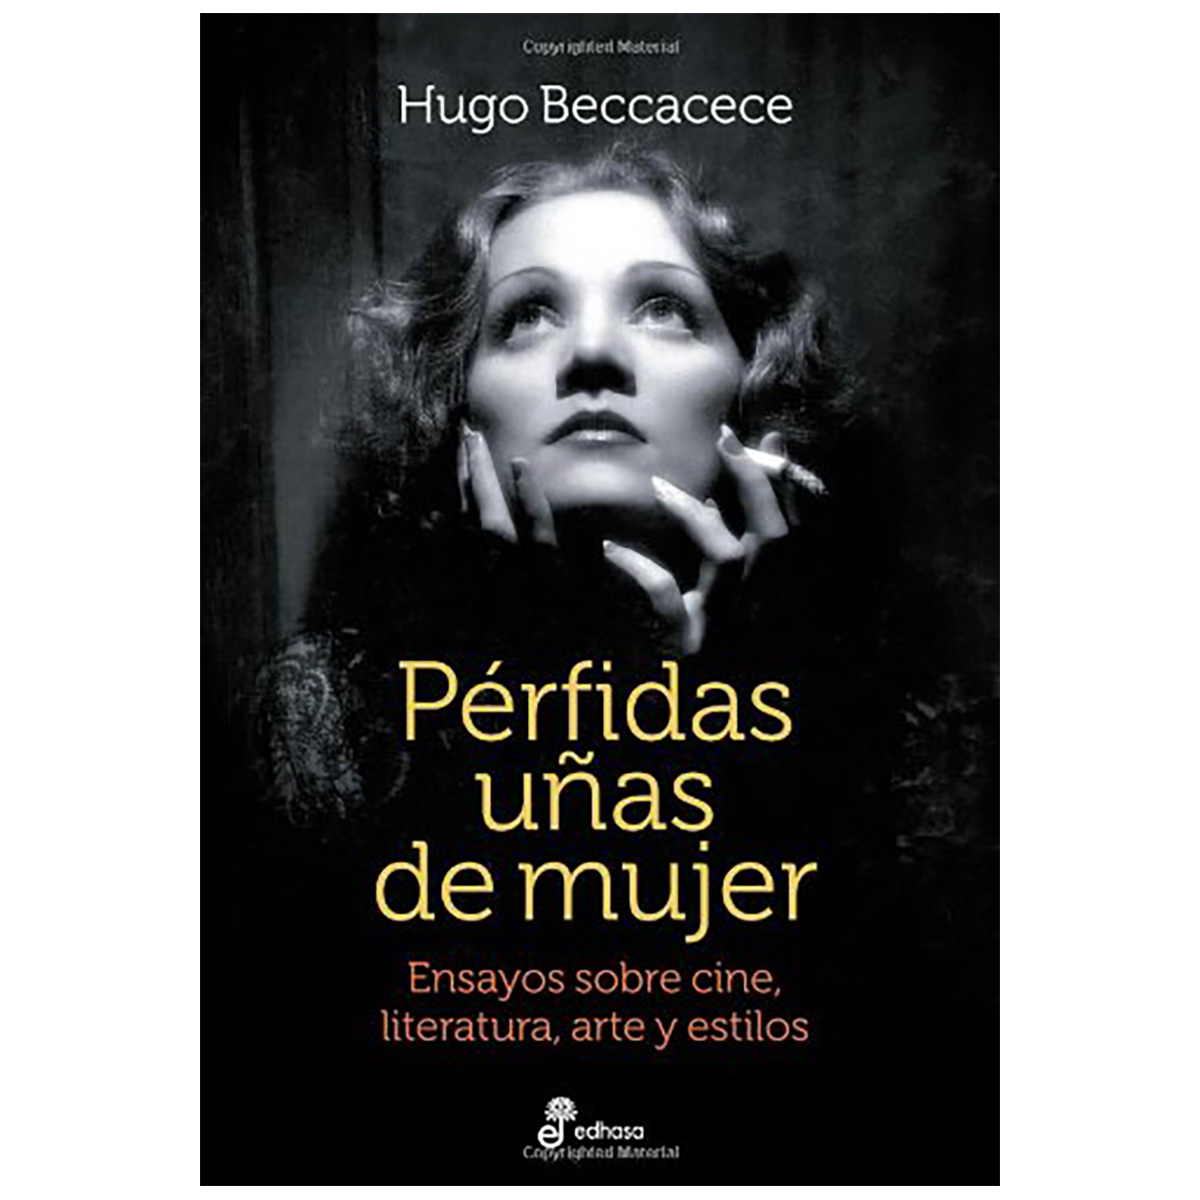 Copyrighted Material
Hugo Beccacece
Pérfidas
uñas
de mujer
Ensayos sobre cine,
literatura, arte y estilos
edhasa
Copyrighted Material